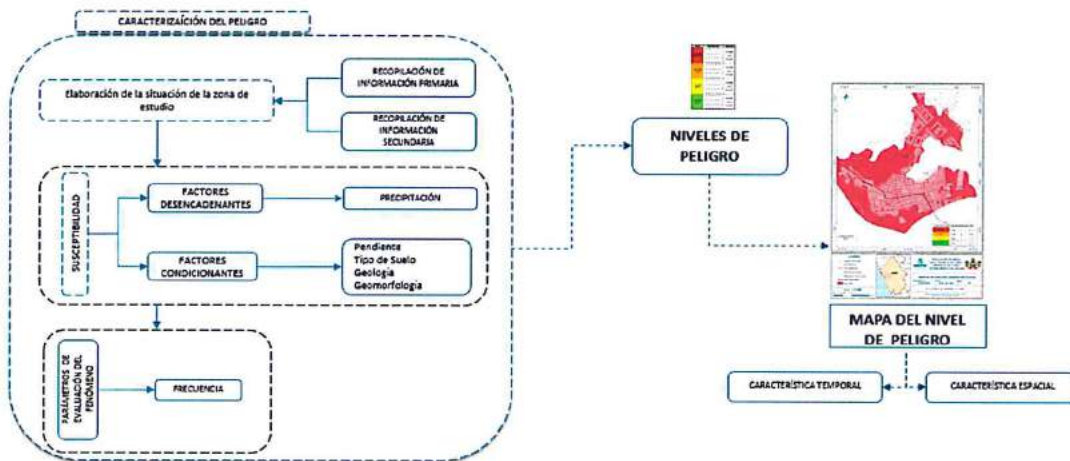 CARACTERIZAÍCIÓN DEL PELIGRO
RECOPILACIÓN DE
INFORMACIÓN PRIMARIA
Elaboración de la situación de la zona de
estudio
RECOPILACIÓN DE
INFORMACIÓN
SECUNDARIA
SUSCEPTIBILIDAD
FACTORES
DESENCADENANTES
PRECIPITACIÓN
FACTORES
CONDICIONANTES
Pendiente
Tipo de Suelo
Geología
Geomorfología
PARÁMETROS DE
EVALUACIÓN DEL
FENÓMENO
FRECUENCIA
NIVELES DE
PELIGRO
MAPA DEL NIVEL
DE PELIGRO
CARACTERÍSTICA TEMPORAL
CARACTERÍSTICA ESPACIAL